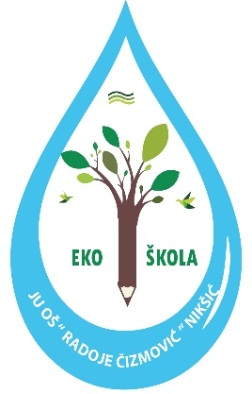 EKO ŠKOLA
JU OŠ “ RADOJE ČIZMOVIĆ “ NIKŠIĆ